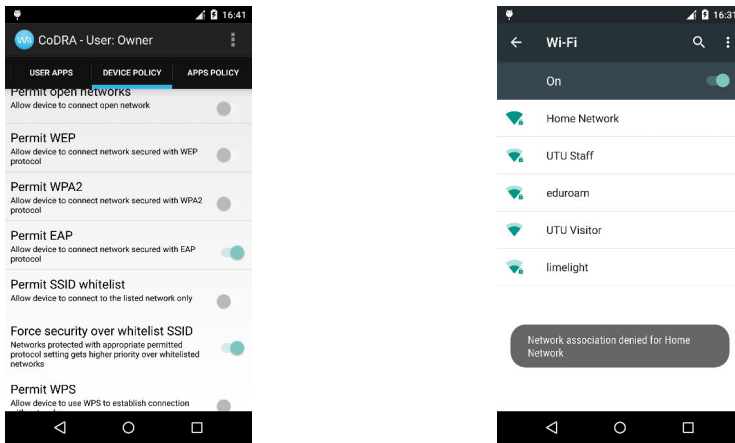 16:41
CoDRA - User: Owner
USER APPS
DEVICE POLICY
APPS POLICY
Permit open networks
Allow device to connect open network
Permit WEP
Allow device to connect network secured with WEP
protocol
Permit WPA2
Allow device to connect network secured with WPA2
protocol
Permit EAP
Allow device to connect network secured with EAP
protocol
Permit SSID whitelist
Allow device to connect to the listed network only
Force security over whitelist SSID
Networks protected with appropriate permitted
protocol setting gets higher priority over whitelisted
networks
Permit WPS
Allow device to use WPS to establish connection
16:31
Wi-Fi
On
Home Network
UTU Staff
eduroam
UTU Visitor
limelight
Network association denied for Home
Network